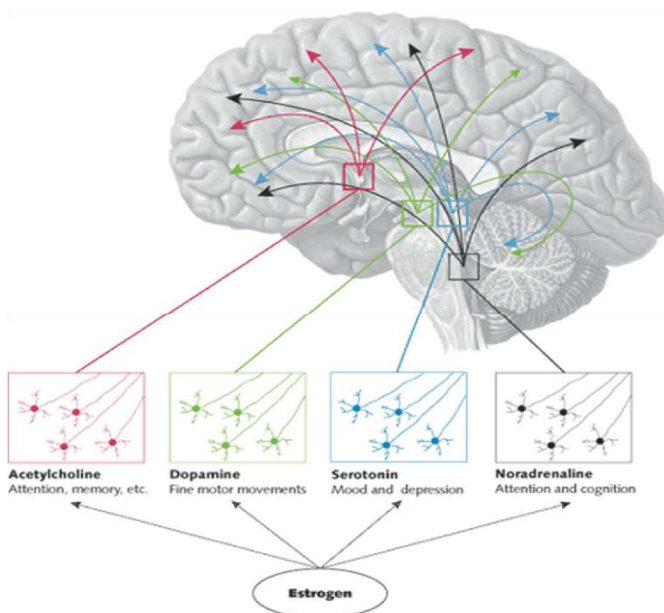 Acetylcholine
Attention, memory, etc.
Dopamine
Fine motor movements
Serotonin
Mood and depression
Noradrenaline
Attention and cognition
Estrogen